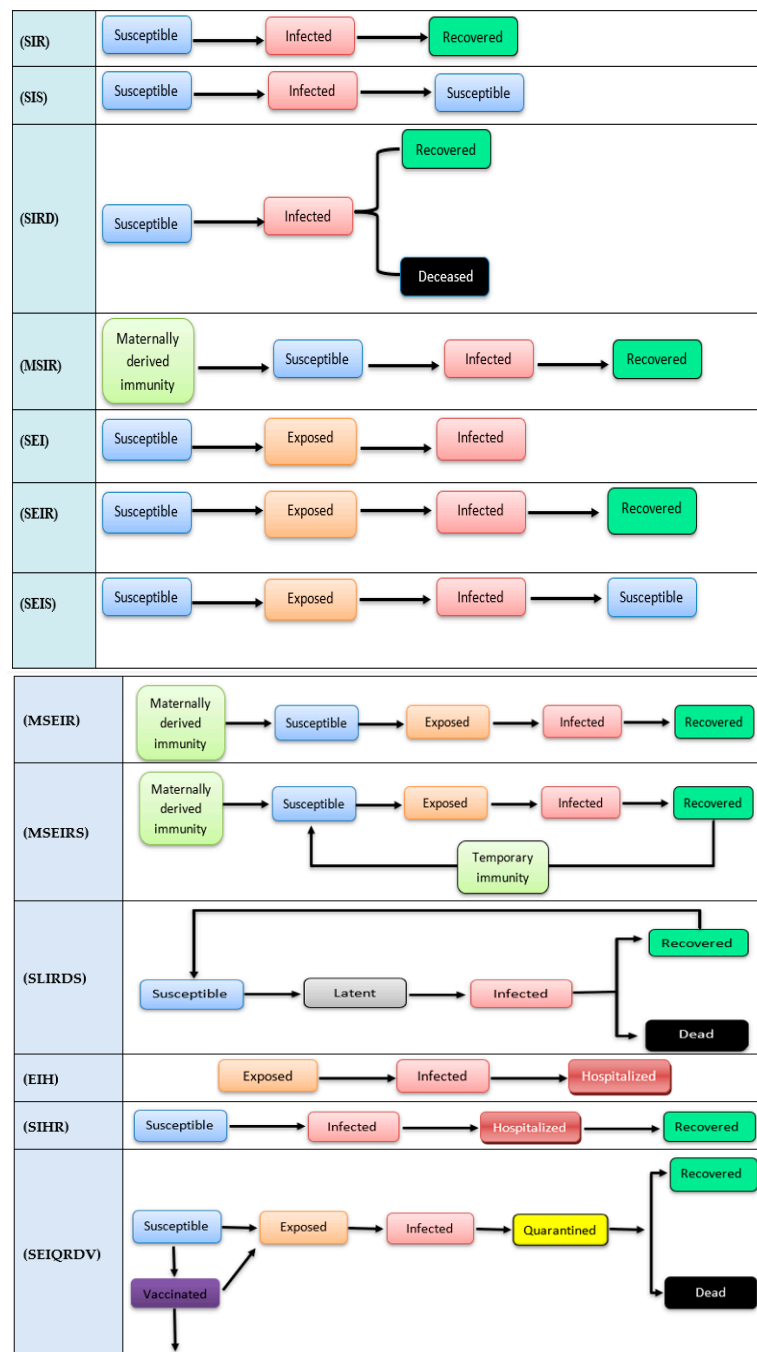 (SIR)
Susceptible
Infected
Recovered
(SIS)
Susceptible
Infected
Susceptible
(SIRD)
Susceptible
Infected
Recovered
Deceased
(MSIR)
Maternally
derived
immunity
Susceptible
Infected
Recovered
(SEI)
Susceptible
Exposed
Infected
(SEIR)
Susceptible
Exposed
Infected
Recovered
(SEIS)
Susceptible
Exposed
Infected
Susceptible
(MSEIR)
Maternally
derived
immunity
Susceptible
Exposed
Infected
Recovered
(MSEIRS)
Maternally
derived
immunity
Susceptible
Exposed
Infected
Recovered
Temporary
immunity
(SLIRDS)
Susceptible
Latent
Infected
Recovered
Dead
(EIH)
Exposed
Infected
Hospitalized
(SIHR)
Susceptible
Infected
Hospitalized
Recovered
(SEIQRDV)
Susceptible
Exposed
Infected
Quarantined
Recovered
Dead
Vaccinated